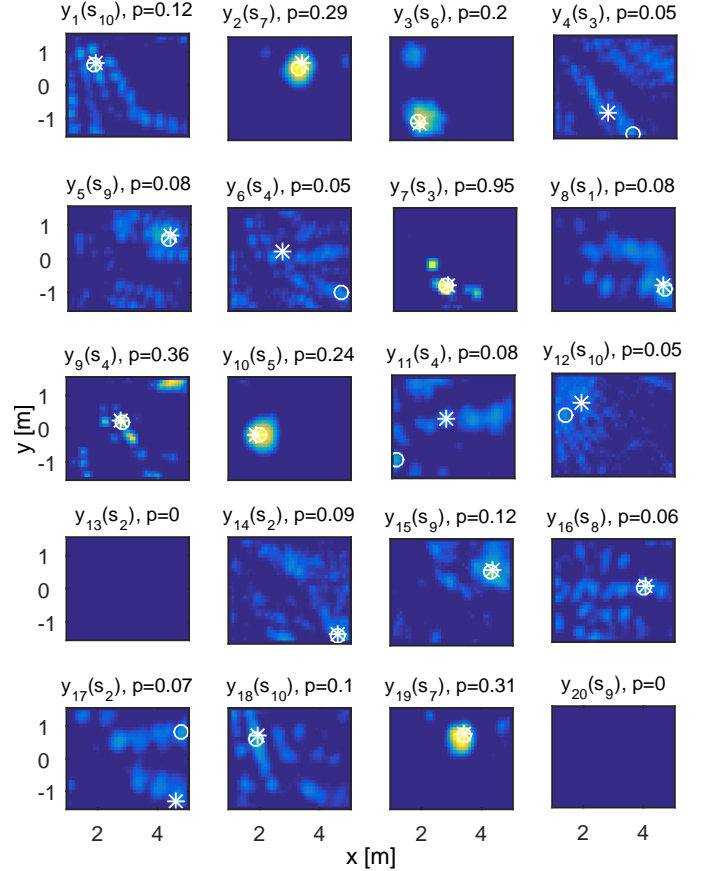 y1(s10), p=0.12 y2(s7), p=0.29 y3(s6), p=0.2 y4(s3), p=0.05
1
0
-1
y5(s9), p=0.08 y6(s4), p=0.05 y7(s3), p=0.95 y8(s1), p=0.08
1
0
-1
y9(s4), p=0.36 y10(s5), p=0.24 y11(s4), p=0.08 y12(s10), p=0.05
1
0
-1
y [m]
y13(s2), p=0 y14(s2), p=0.09 y15(s9), p=0.12 y16(s8), p=0.06
1
0
-1
y17(s2), p=0.07 y18(s10), p=0.1 y19(s7), p=0.31 y20(s9), p=0
1
0
-1
2 4 2 4 2 4 2 4
x [m]